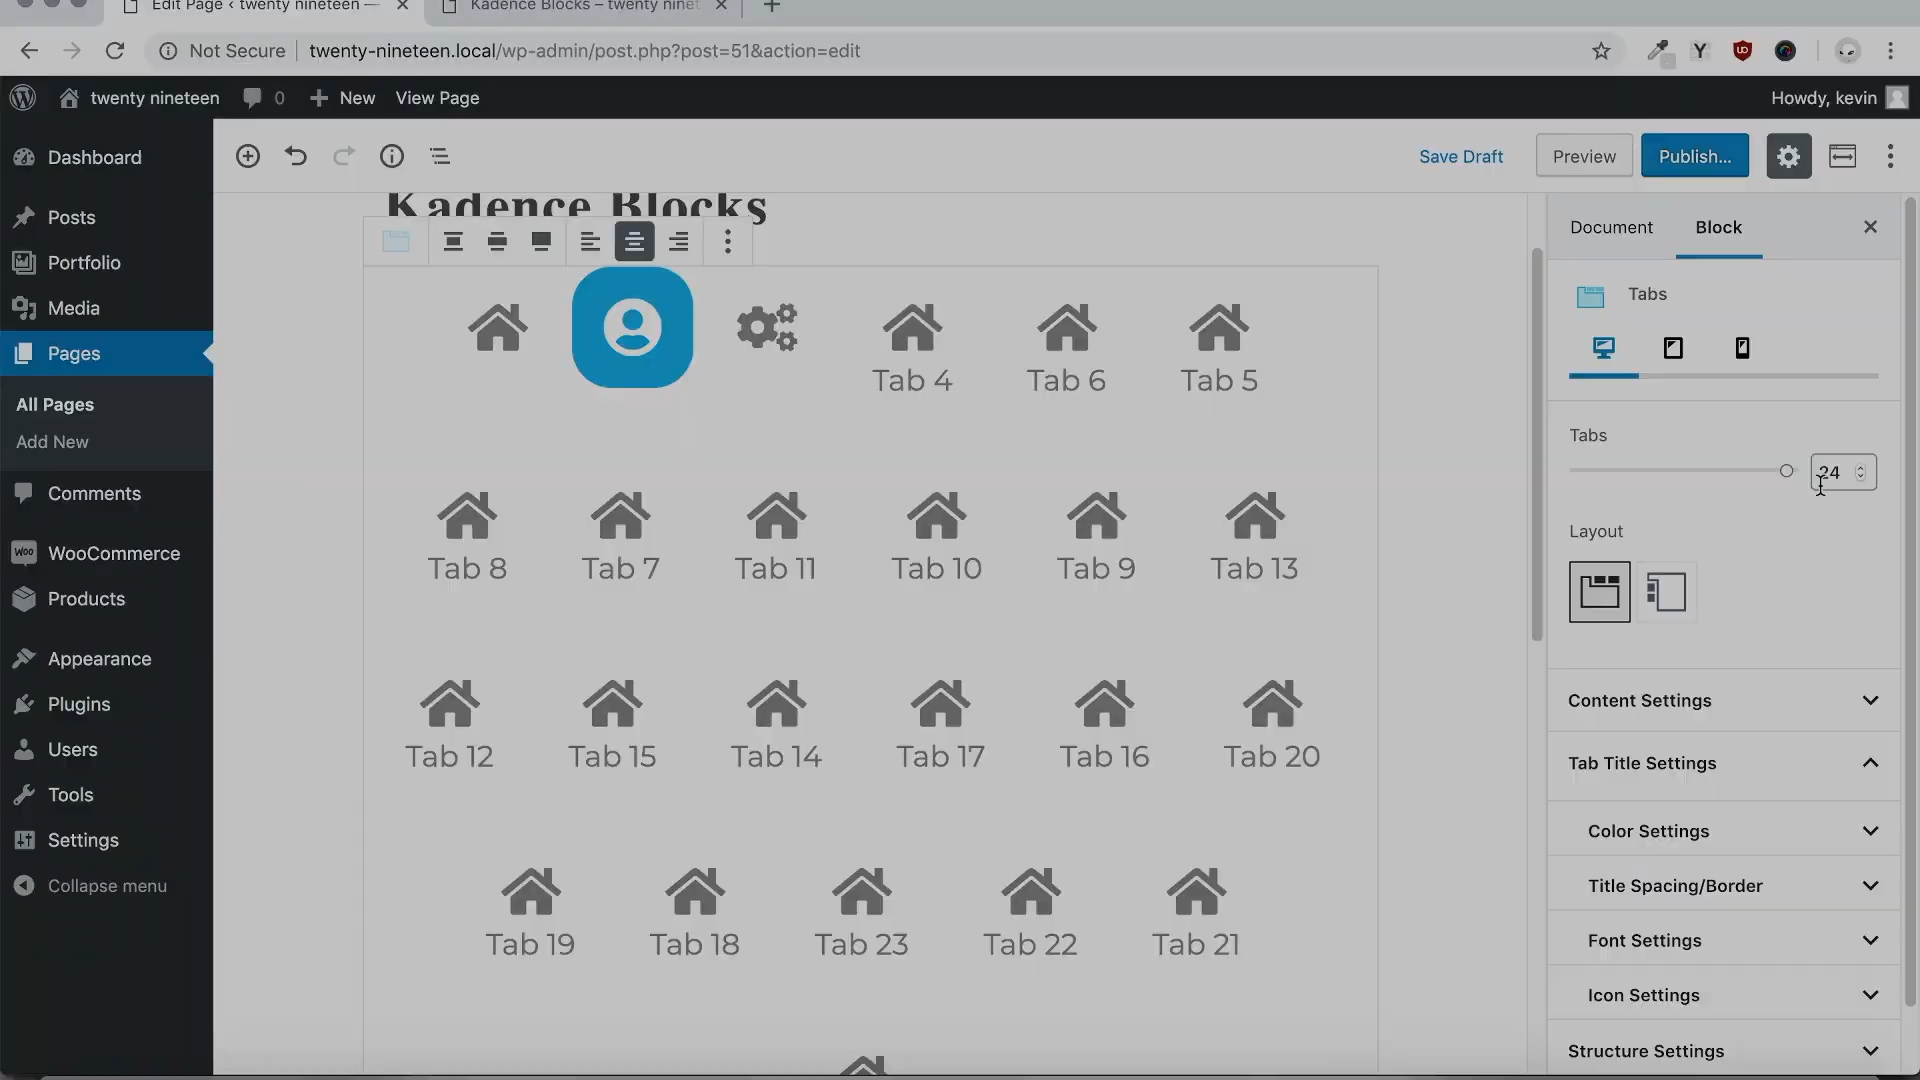 Edit Page ‹ twenty nineteen —
Kadence Blocks – twenty ninet
Not Secure
twenty-nineteen.local/wp-admin/post.php?post=51&action=edit
twenty nineteen
0
New
View Page
Howdy, kevin
Dashboard
Posts
Portfolio
Media
Pages
All Pages
Add New
Comments
WooCommerce
Products
Appearance
Plugins
Users
Tools
Settings
Collapse menu
Save Draft
Preview
Publish...
Kadence Blocks
Tab 4
Tab 6
Tab 5
Tab 8
Tab 7
Tab 11
Tab 10
Tab 9
Tab 13
Tab 12
Tab 15
Tab 14
Tab 17
Tab 16
Tab 20
Tab 19
Tab 18
Tab 23
Tab 22
Tab 21
Document
Block
Tabs
Tabs
24
Layout
Content Settings
Tab Title Settings
Color Settings
Title Spacing/Border
Font Settings
Icon Settings
Structure Settings